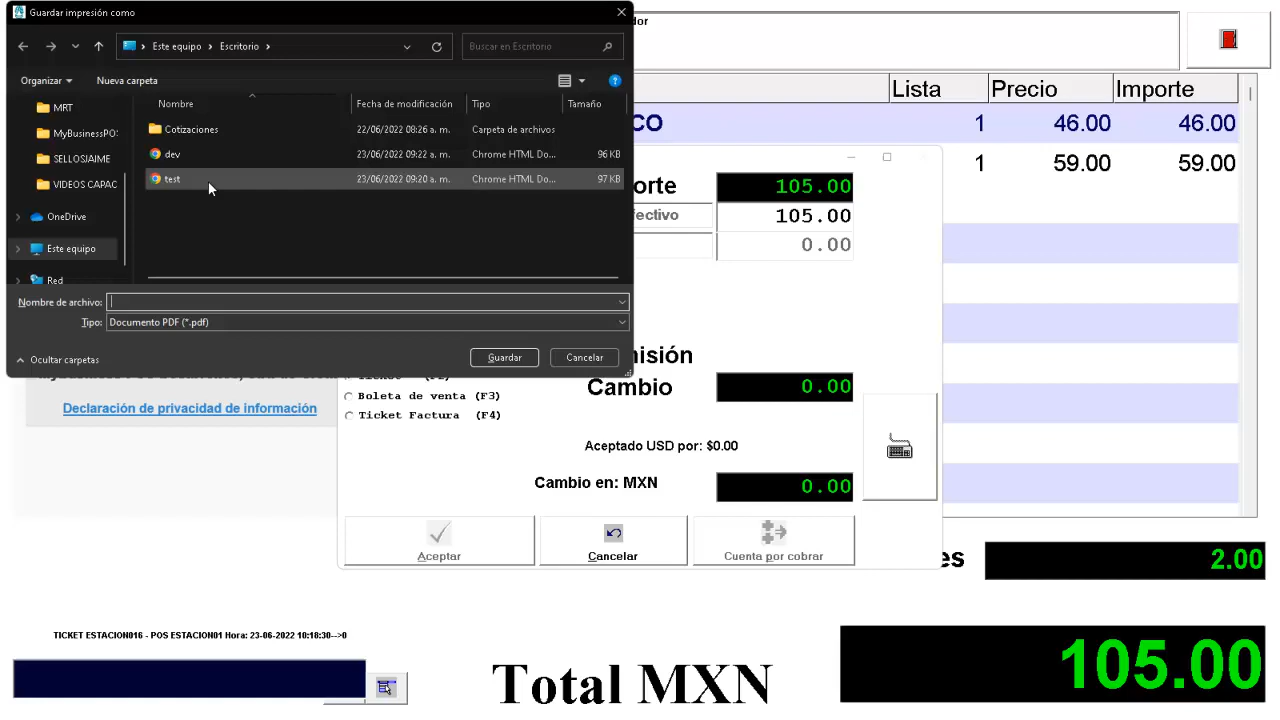 Guardar impresión como
Este equipo > Escritorio >
Buscar en Escritorio
Organizar
Nueva carpeta
Nombre
Fecha de modificación
Tipo
Tamaño
MRT
MyBusinessPO
SELLOSJAIME
VIDEOS CAPAC
OneDrive
Este equipo
Red
Cotizaciones 22/06/2022 08:26 a. m. Carpeta de archivos
dev 23/06/2022 09:22 a. m. Chrome HTML Do... 96 KB
test 23/06/2022 09:20 a. m. Chrome HTML Do... 97 KB
Nombre de archivo:
Tipo: Documento PDF (*.pdf)
Ocultar carpetas
Guardar
Cancelar
dor
Lista Precio Importe
CO 1 46.00 46.00
1 59.00 59.00
orte 105.00
fectivo 105.00
0.00
misión
Cambio 0.00
Boleta de venta (F3)
Ticket Factura (F4)
Declaración de privacidad de información
Aceptado USD por: $0.00
Cambio en: MXN 0.00
Aceptar
Cancelar
Cuenta por cobrar
es 2.00
TICKET ESTACION016 - POS ESTACION01 Hora: 23-06-2022 10:18:30-->0
Total MXN 105.00